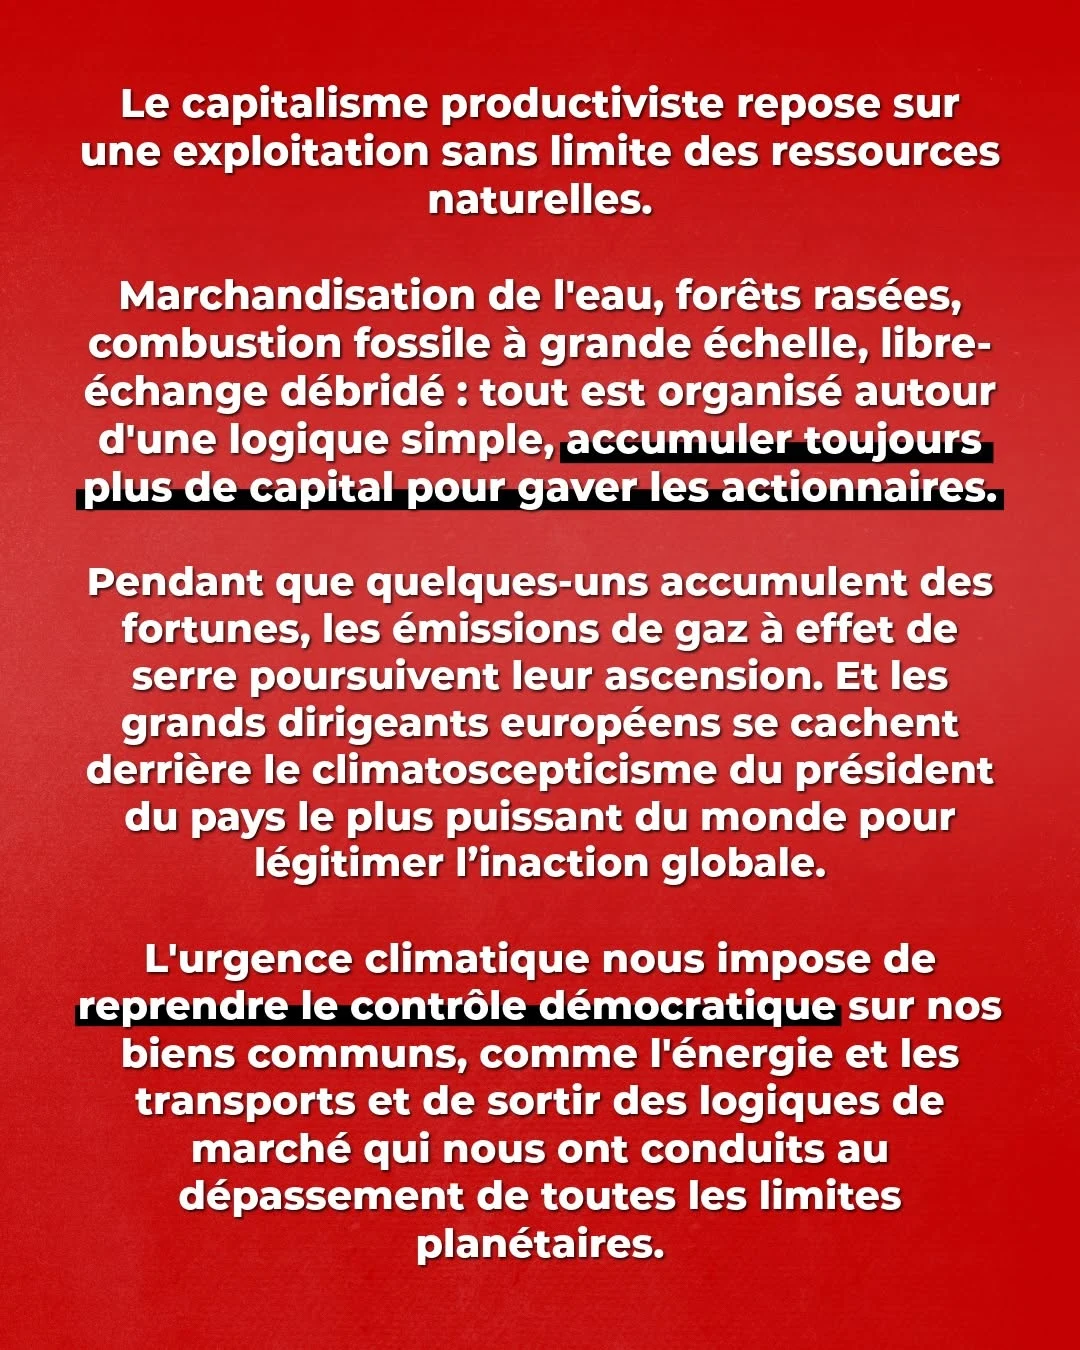 Le capitalisme productiviste repose sur
une exploitation sans limite des ressources
naturelles.
Marchandisation de l'eau, forêts rasées,
combustion fossile à grande échelle, libre-
échange débridé : tout est organisé autour
d'une logique simple, accumuler toujours
plus de capital pour gaver les actionnaires.
Pendant que quelques-uns accumulent des
fortunes, les émissions de gaz à effet de
serre poursuivent leur ascension. Et les
grands dirigeants européens se cachent
derrière le climatoscepticisme du président
du pays le plus puissant du monde pour
légitimer l’inaction globale.
L'urgence climatique nous impose de
reprendre le contrôle démocratique sur nos
biens communs, comme l'énergie et les
transports et de sortir des logiques de
marché qui nous ont conduits au
dépassement de toutes les limites
planétaires.